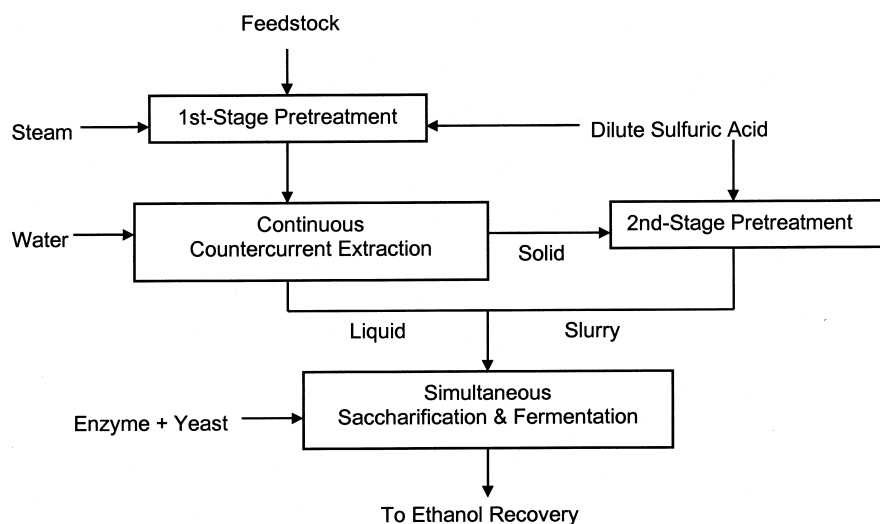 Feedstock
1st-Stage Pretreatment
Steam
Dilute Sulfuric Acid
Continuous
Countercurrent Extraction
Water
Solid
2nd-Stage Pretreatment
Liquid
Slurry
Simultaneous
Saccharification & Fermentation
Enzyme + Yeast
To Ethanol Recovery